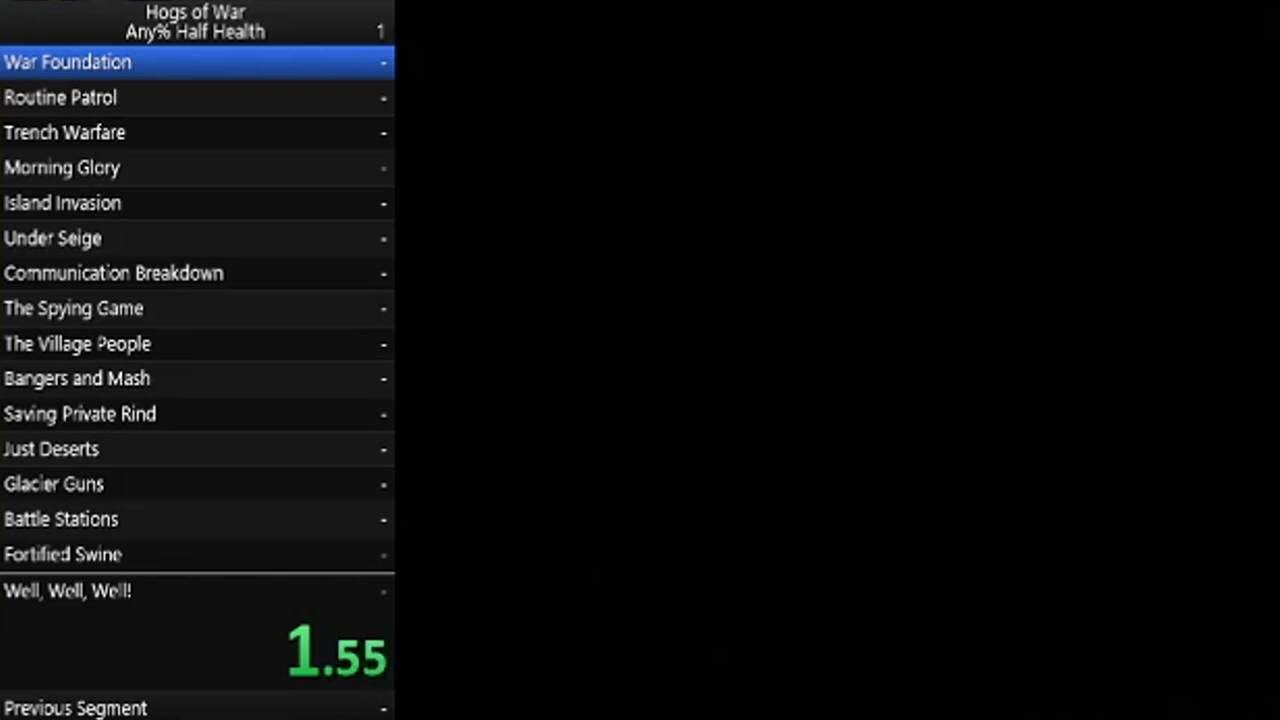 Hogs of War
Any% Half Health 1
War Foundation -
Routine Patrol -
Trench Warfare -
Morning Glory -
Island Invasion -
Under Seige -
Communication Breakdown -
The Spying Game -
The Village People -
Bangers and Mash -
Saving Private Rind -
Just Deserts -
Glacier Guns -
Battle Stations -
Fortified Swine -
Well, Well, Well! -
1.55
Previous Segment -